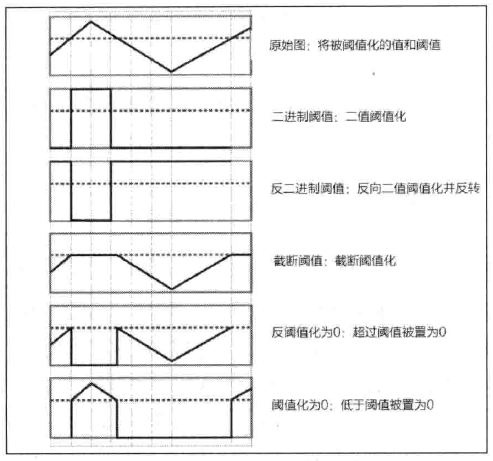 原始图：将被阈值化的值和阈值
二进制阈值：二值阈值化
反二进制阈值：反向二值阈值化并反转
截断阈值：截断阈值化
反阈值化为0：超过阈值被置为0
阈值化为0：低于阈值被置为0